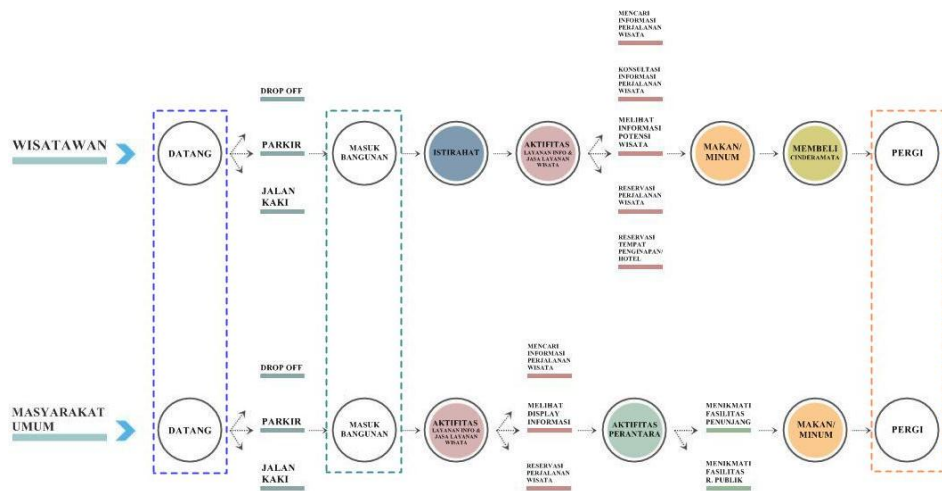 MENCARI
INFORMASI
PERJALANAN
WISATA
KONSULTASI
INFORMASI
PERJALANAN
WISATA
DROP OFF
WISATAWAN
DATANG
PARKIR
MASUK
BANGUNAN
ISTIRAHAT
AKTIFITAS
LAYANAN INFO &
JASA LAYANAN
WISATA
MELIHAT
INFORMASI
POTENSI
WISATA
MAKAN/
MINUM
MEMBELI
CINDERAMATA
PERGI
JALAN
KAKI
RESERVASI
PERJALANAN
WISATA
RESERVASI
TEMPAT
PENGINAPAN/
HOTEL
DROP OFF
MENCARI
INFORMASI
PERJALANAN
WISATA
MASYARAKAT
UMUM
DATANG
PARKIR
MASUK
BANGUNAN
AKTIFITAS
LAYANAN INFO &
JASA LAYANAN
WISATA
MELIHAT
DISPLAY
INFORMASI
AKTIFITAS
PERANTARA
MENIKMATI
FASILITAS
PENUNJANG
MAKAN/
MINUM
PERGI
JALAN
KAKI
RESERVASI
PERJALANAN
WISATA
MENIKMATI
FASILITAS
R. PUBLIK